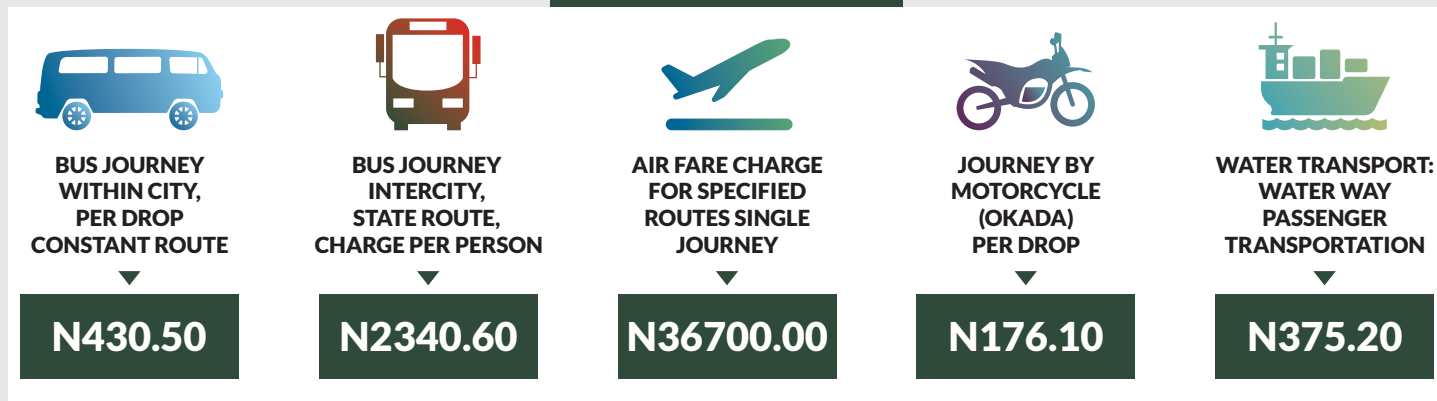 BUS JOURNEY
WITHIN CITY,
PER DROP
CONSTANT ROUTE
N430.50
BUS JOURNEY
INTERCITY,
STATE ROUTE,
CHARGE PER PERSON
N2340.60
AIR FARE CHARGE
FOR SPECIFIED
ROUTES SINGLE
JOURNEY
N36700.00
JOURNEY BY
MOTORCYCLE
(OKADA)
PER DROP
N176.10
WATER TRANSPORT:
WATER WAY
PASSENGER
TRANSPORTATION
N375.20